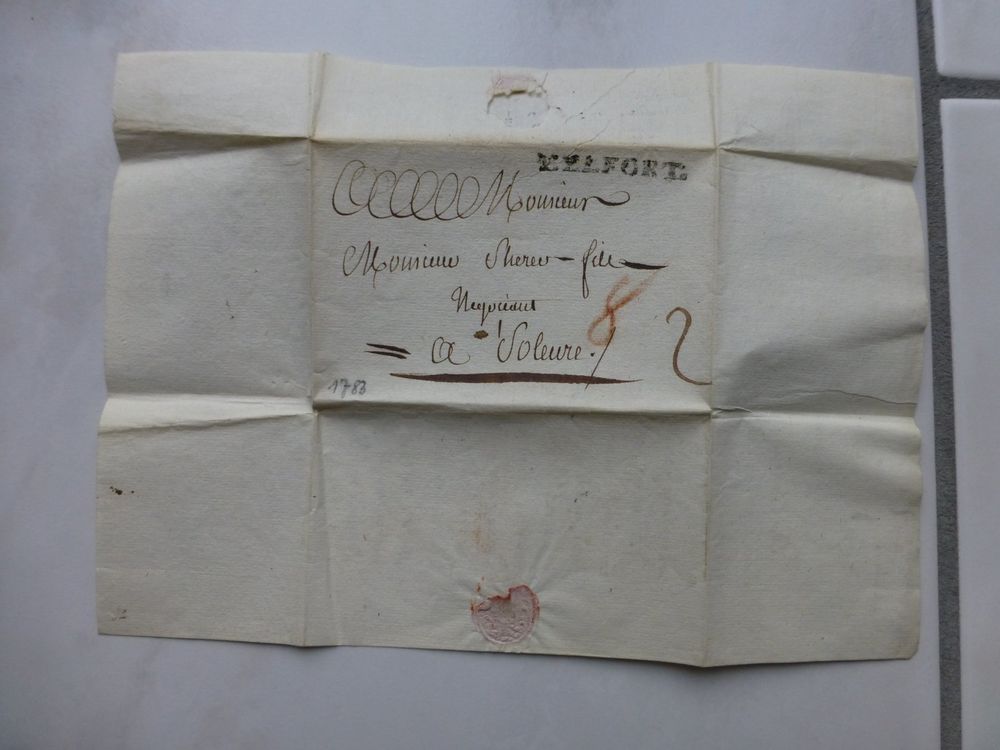 BELFORT
A Monsieur
Monsieur Sherer fils
Negociant
8
2
a Soleure.
1783